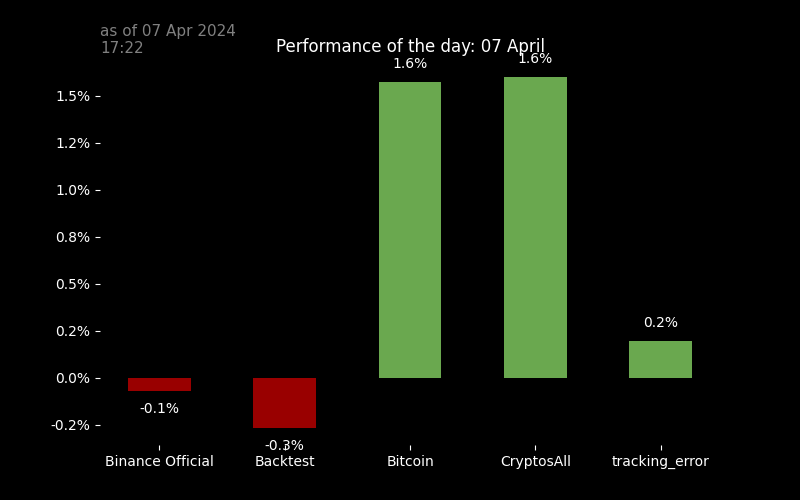 as of 07 Apr 2024
17:22
Performance of the day: 07 April
1.6%
1.6%
1.5%
1.2%
1.0%
0.8%
0.5%
0.2%
0.2%
0.0%
-0.1%
-0.2%
-0.3%
Binance Official
Backtest
Bitcoin
CryptosAll
tracking_error